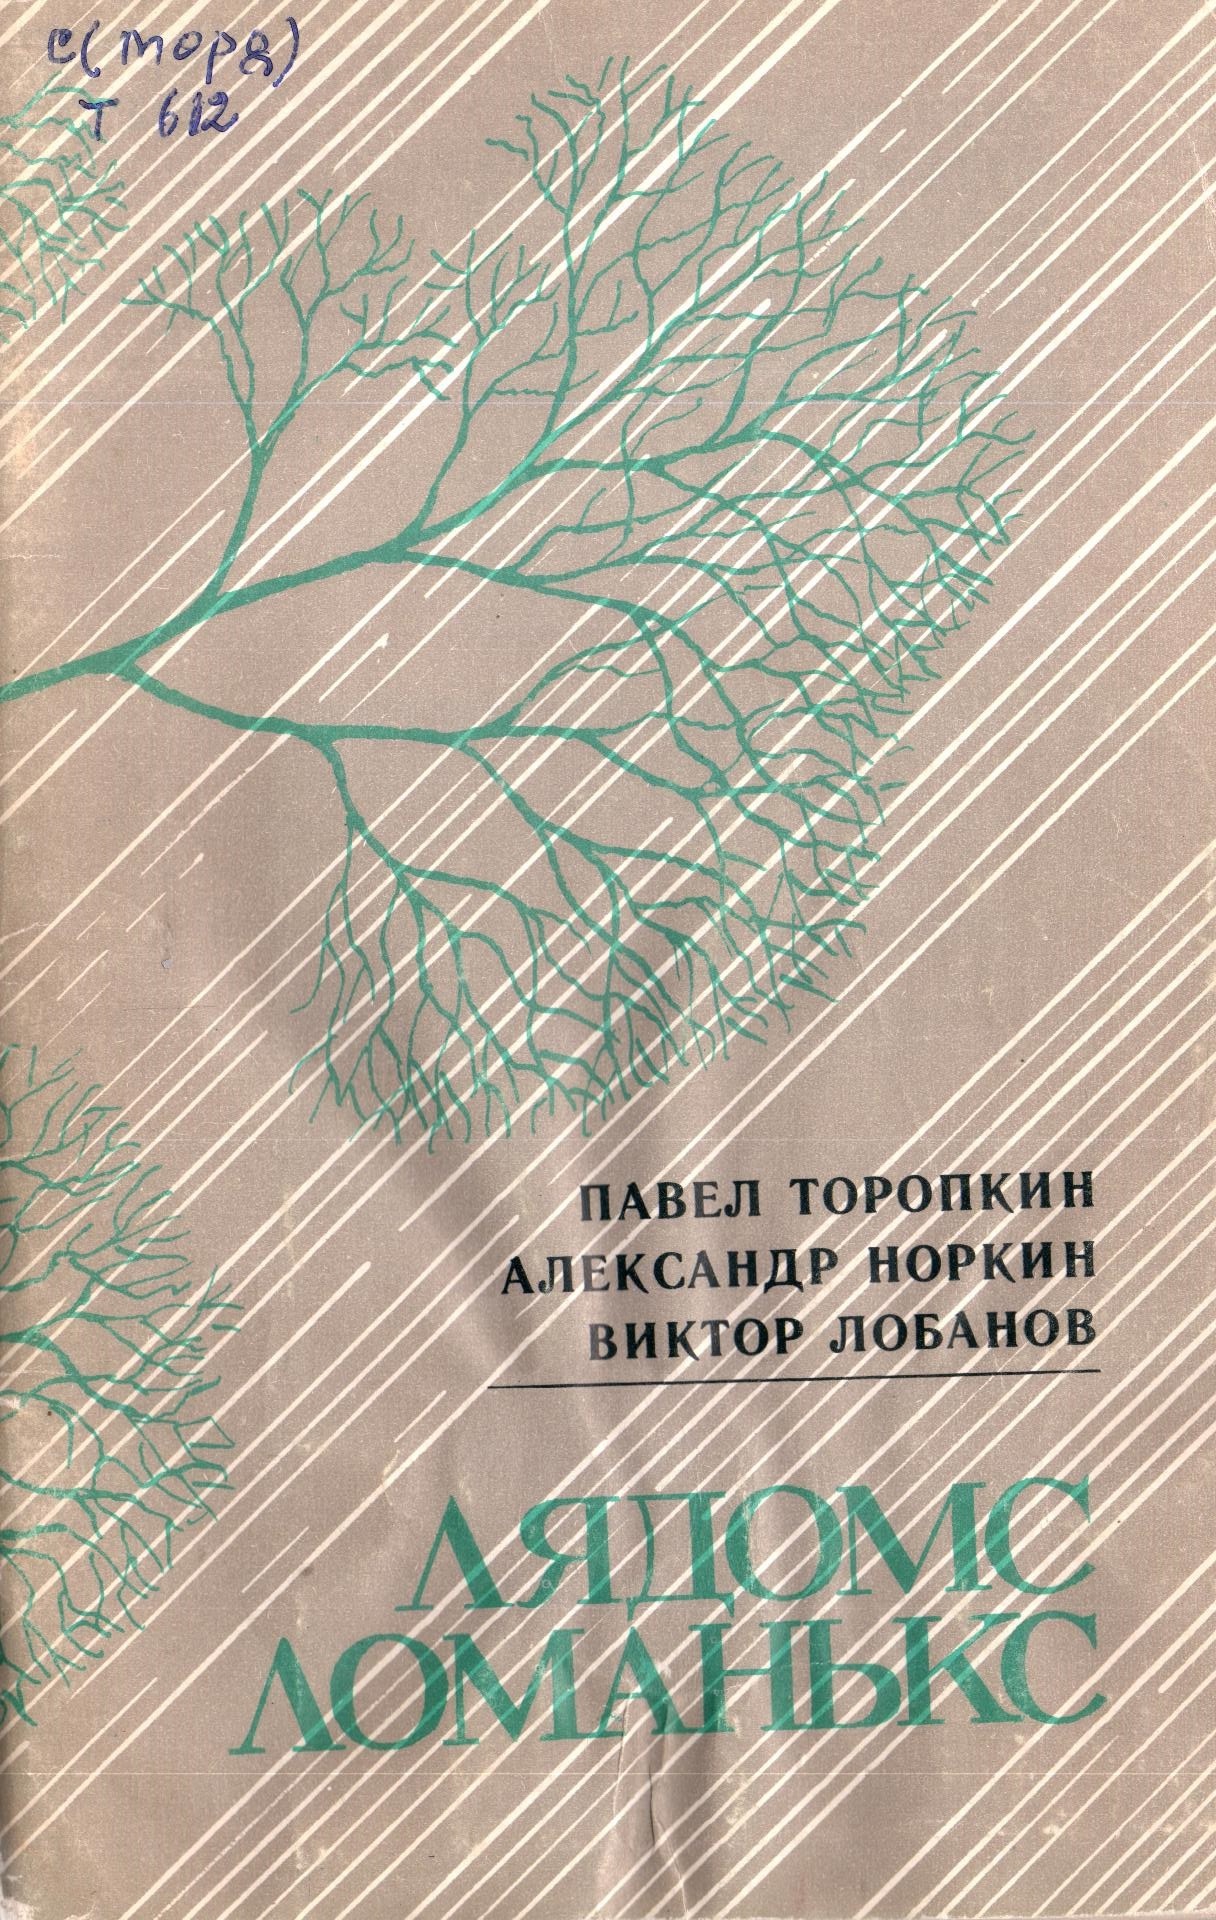 С(морд)
Т 612
ПАВЕЛ ТОРОПКИН
АЛЕКСАНДР НОРКИН
ВИКТОР ЛОБАНОВ
ЛЯДОМС
ЛОМАНЬКС